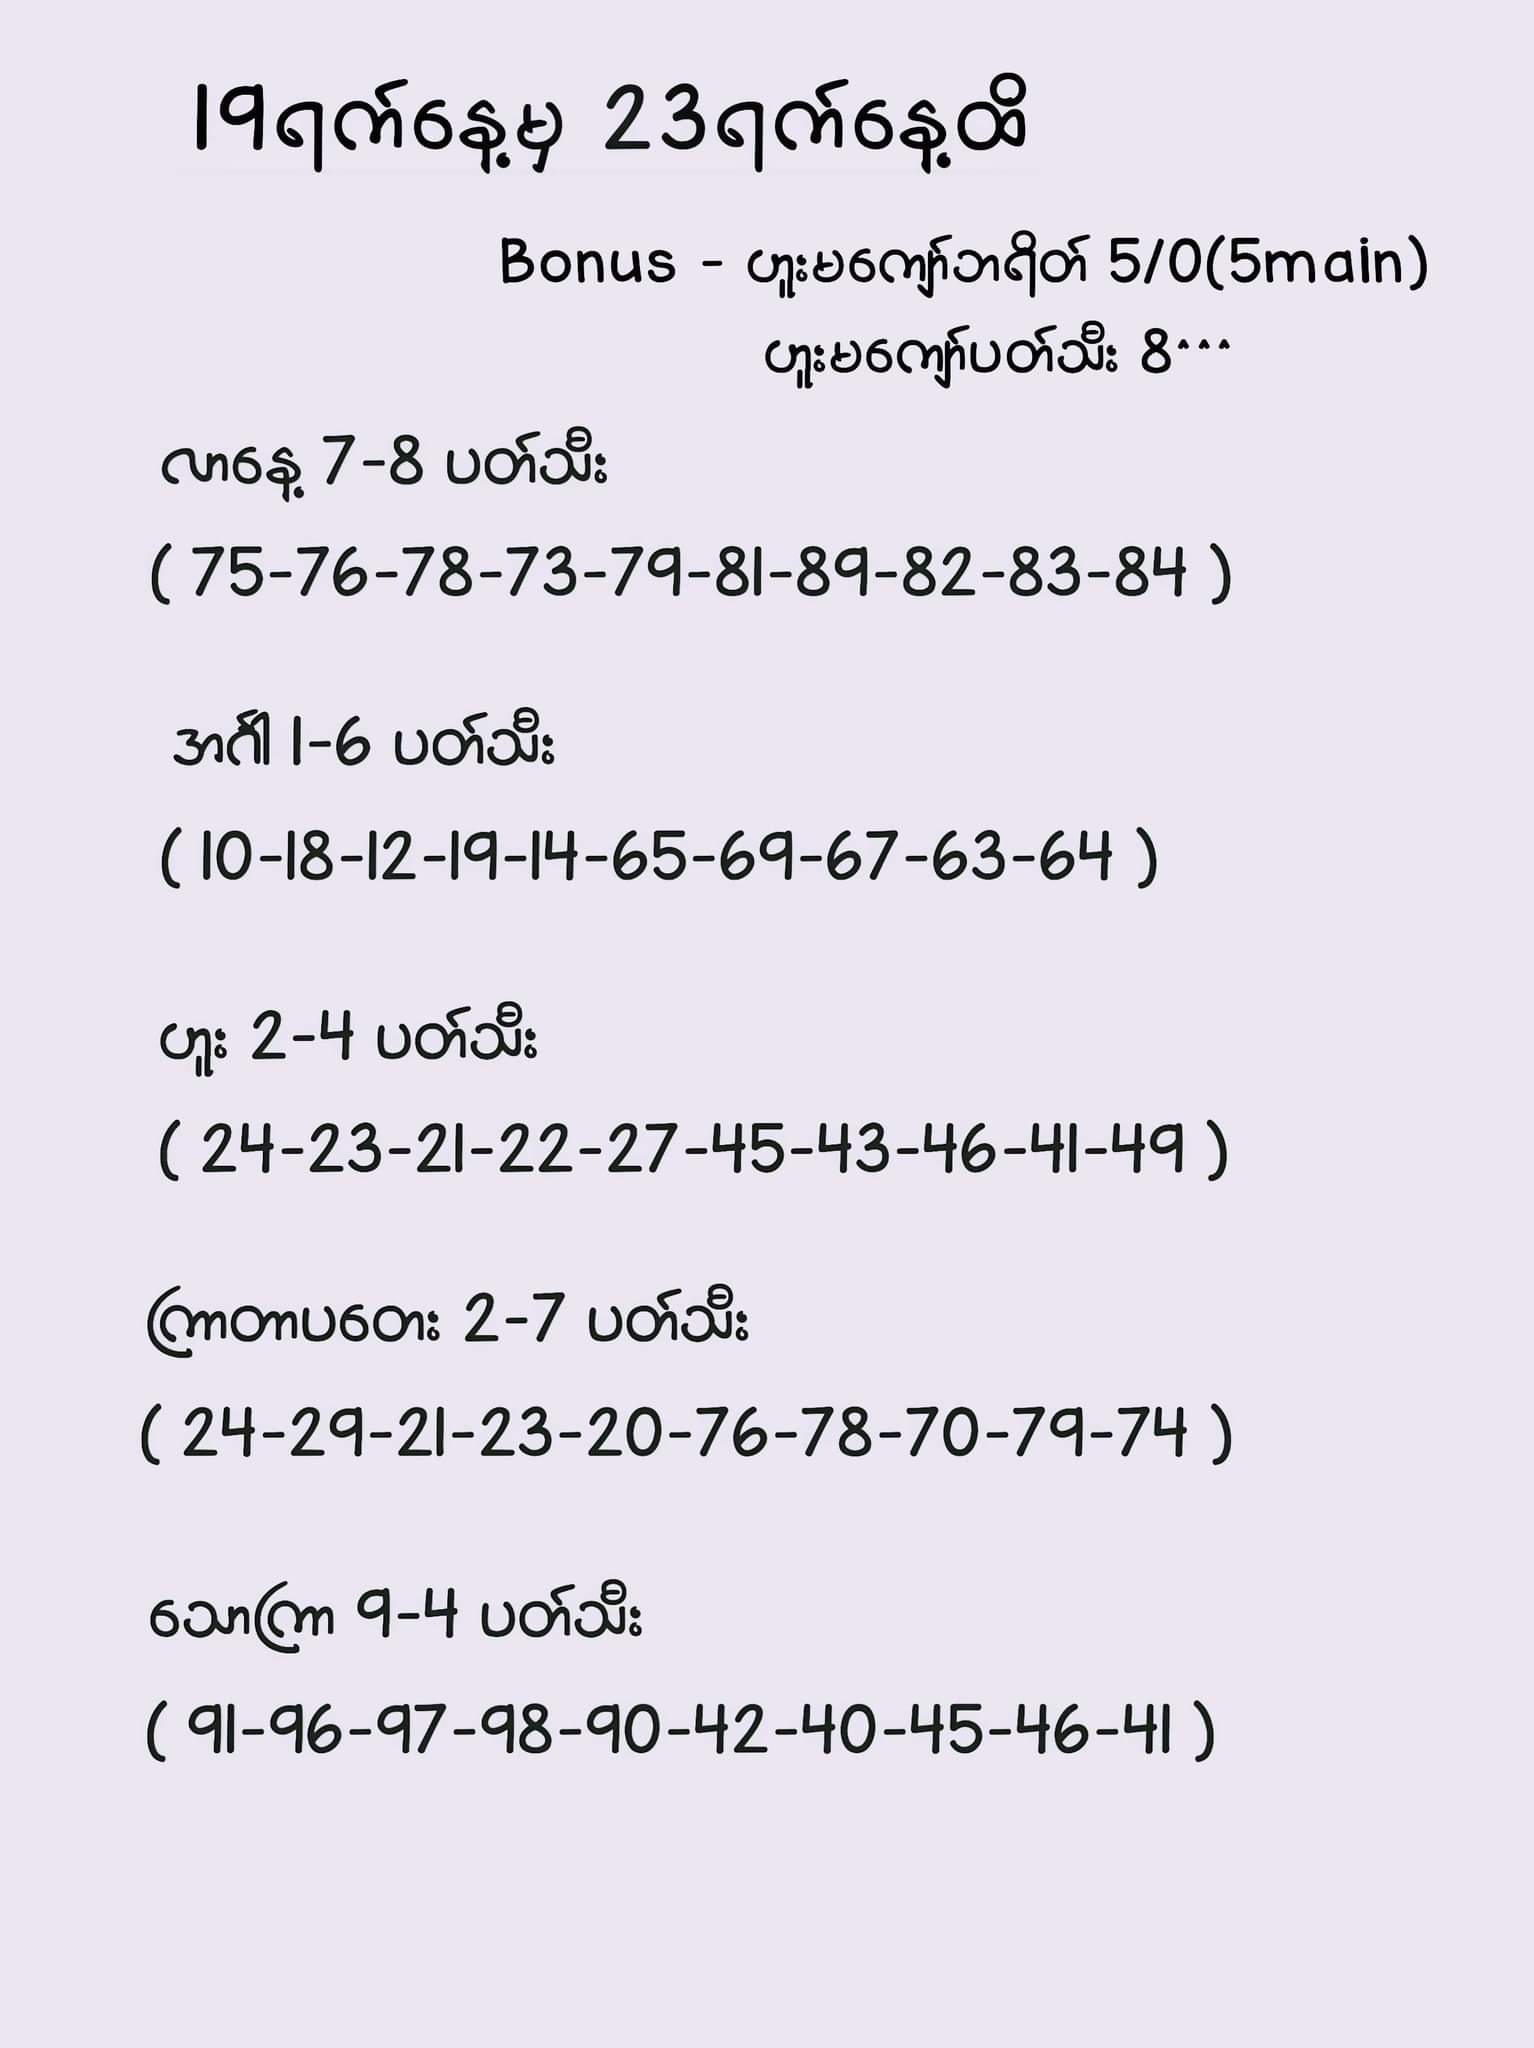 19ရက်နေ့မှ 23ရက်နေ့ထိ
Bonus - ဟူးမကျော်ဘရိတ် 5/0(5main)
ဟူးမကျော်ပတ်သီး 8^^^
လာနေ့ 7-8 ပတ်သီး
( 75-76-78-73-79-81-89-82-83-84 )
အင်္ဂါ 1-6 ပတ်သီး
( 10-18-12-19-14-65-69-67-63-64 )
ဟူး 2-4 ပတ်သီး
( 24-23-21-22-27-45-43-46-41-49 )
ကြာတာပတေး 2-7 ပတ်သီး
( 24-29-21-23-20-76-78-70-79-74 )
သောကြာ 9-4 ပတ်သီး
( 91-96-97-98-90-42-40-45-46-41 )